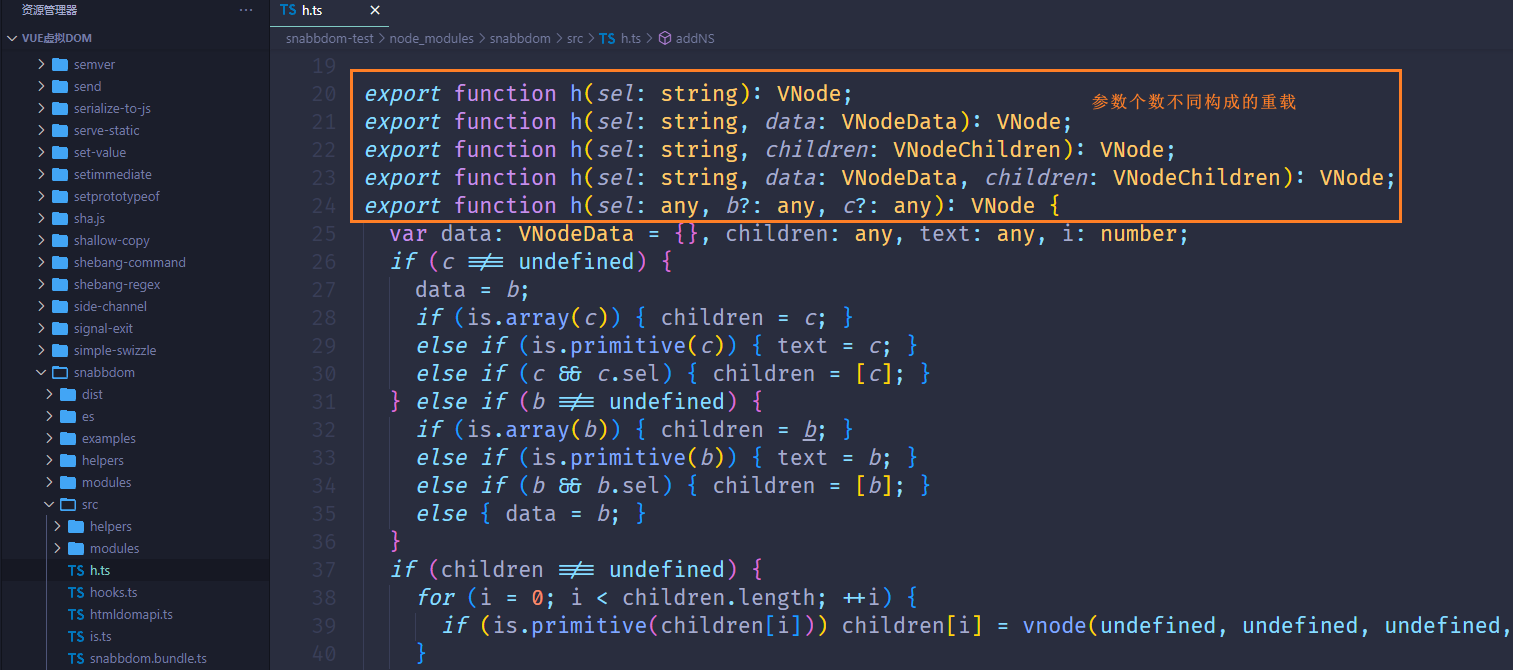 资源管理器
···
TS h.ts ×
VUE虚拟DOM
snabbdom-test > node_modules > snabbdom > src > TS h.ts > addNS
semver
send
serialize-to-js
serve-static
set-value
setimmediate
setprototypeof
sha.js
shallow-copy
shebang-command
shebang-regex
side-channel
signal-exit
simple-swizzle
snabbdom
dist
es
examples
helpers
modules
src
helpers
modules
TS h.ts
TS hooks.ts
TS htmldomapi.ts
TS is.ts
TS snabbdom.bundle.ts
19
20 export function h(sel: string): VNode;
参数个数不同构成的重载
21 export function h(sel: string, data: VNodeData): VNode;
22 export function h(sel: string, children: VNodeChildren): VNode;
23 export function h(sel: string, data: VNodeData, children: VNodeChildren): VNode;
24 export function h(sel: any, b?: any, c?: any): VNode {
25 var data: VNodeData = {}, children: any, text: any, i: number;
26 if (c !== undefined) {
27 data = b;
28 if (is.array(c)) { children = c; }
29 else if (is.primitive(c)) { text = c; }
30 else if (c && c.sel) { children = [c]; }
31 } else if (b !== undefined) {
32 if (is.array(b)) { children = b; }
33 else if (is.primitive(b)) { text = b; }
34 else if (b && b.sel) { children = [b]; }
35 else { data = b; }
36 }
37 if (children !== undefined) {
38 for (i = 0; i < children.length; ++i) {
39 if (is.primitive(children[i])) children[i] = vnode(undefined, undefined, undefined,
40 }